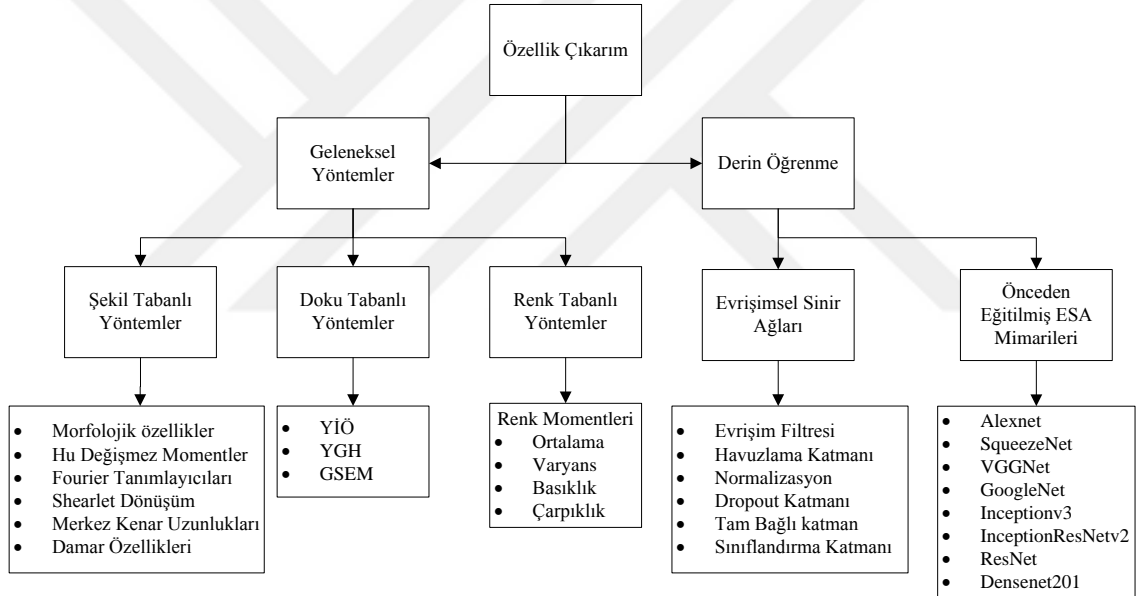 Özellik Çıkarım
Geleneksel
Yöntemler
Derin Öğrenme
Şekil Tabanlı
Yöntemler
Doku Tabanlı
Yöntemler
Renk Tabanlı
Yöntemler
Evrişimsel Sinir
Ağları
Önceden
Eğitilmiş ESA
Mimarileri
• Morfolojik özellikler
• Hu Değişmez Momentler
• Fourier Tanımlayıcıları
• Shearlet Dönüşüm
• Merkez Kenar Uzunlukları
• Damar Özellikleri
• YİÖ
• YGH
• GSEM
Renk Momentleri
• Ortalama
• Varyans
• Basıklık
• Çarpıklık
• Evrişim Filtresi
• Havuzlama Katmanı
• Normalizasyon
• Dropout Katmanı
• Tam Bağlı katman
• Sınıflandırma Katmanı
• Alexnet
• SqueezeNet
• VGGNet
• GoogleNet
• Inceptionv3
• InceptionResNetv2
• ResNet
• Densenet201